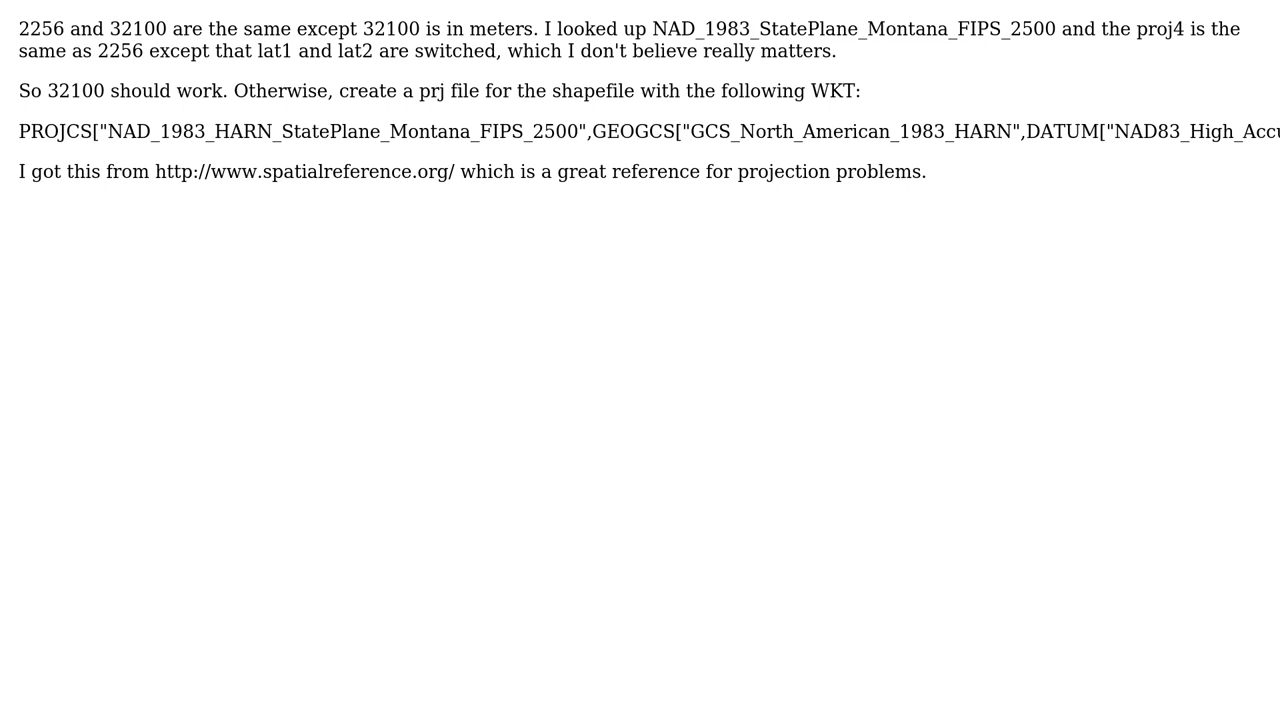 2256 and 32100 are the same except 32100 is in meters. I looked up NAD_1983_StatePlane_Montana_FIPS_2500 and the proj4 is the
same as 2256 except that lat1 and lat2 are switched, which I don't believe really matters.
So 32100 should work. Otherwise, create a prj file for the shapefile with the following WKT:
PROJCS["NAD_1983_HARN_StatePlane_Montana_FIPS_2500",GEOGCS["GCS_North_American_1983_HARN",DATUM["NAD83_High_Accu
I got this from http://www.spatialreference.org/ which is a great reference for projection problems.